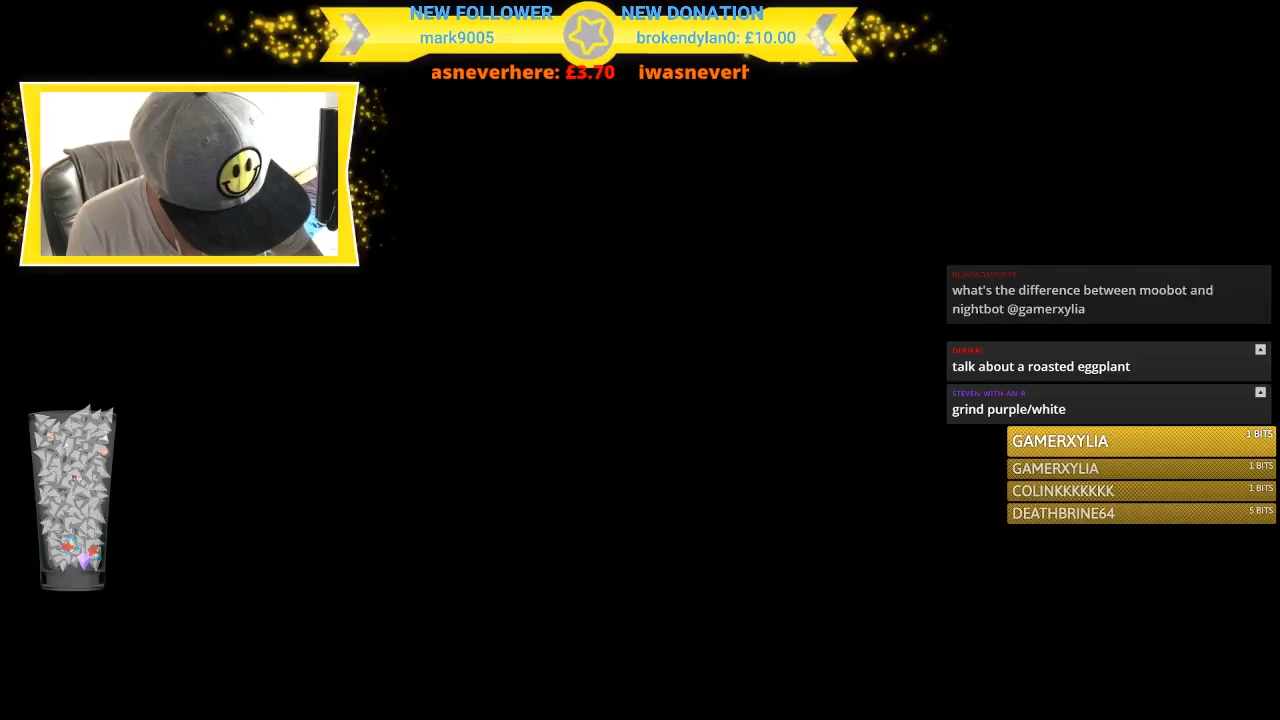 NEW FOLLOWER
NEW DONATION
mark9005
brokendylan0: £10.00
asneverhere: £3.70 iwasneverh
what's the difference between moobot and
nightbot @gamerxylia
talk about a roasted eggplant
STEVEN WITH AN R
grind purple/white
GAMERXYLIA 1 BITS
GAMERXYLIA 1 BITS
COLINKKKKKKK 1 BITS
DEATHBRINE64 5 BITS